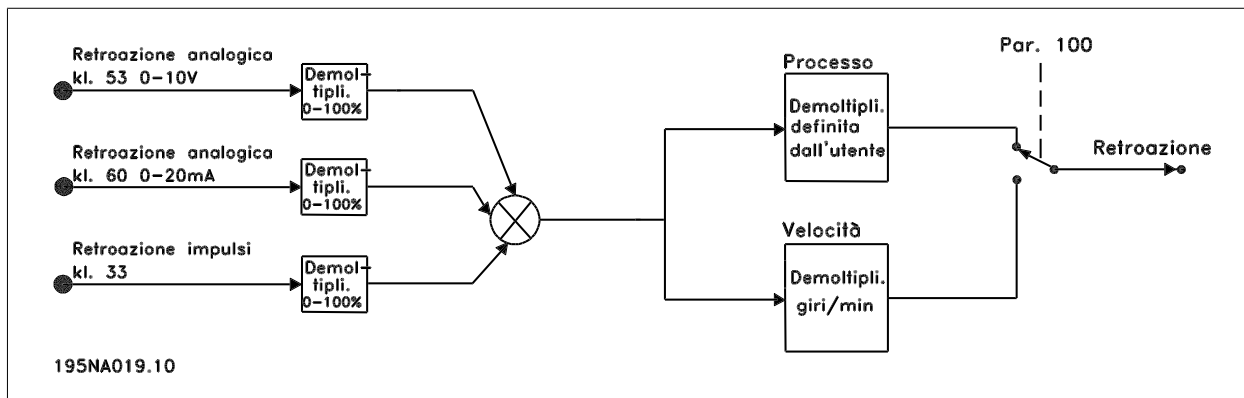 Retroazione analogica
kl. 53 0-10V
Demol-
tipli.
0-100%
Retroazione analogica
kl. 60 0-20mA
Demol-
tipli.
0-100%
Retroazione impulsi
kl. 33
Demol-
tipli.
0-100%
Processo
Demoltipli.
definita
dall'utente
Velocità
Demoltipli.
giri/min
Par. 100
Retroazione
195NA019.10